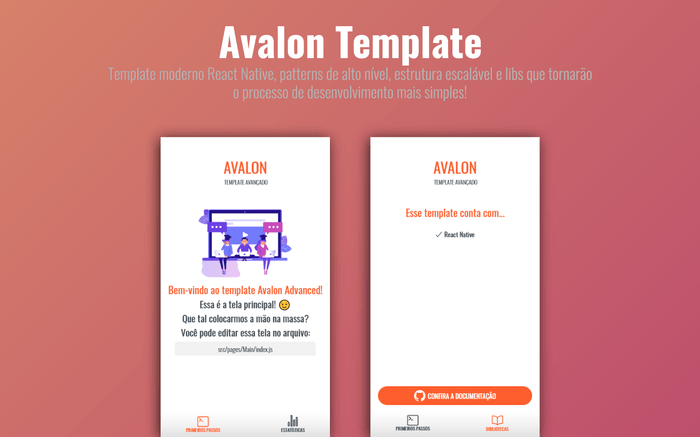 Avalon Template
Template moderno React Native, patterns de alto nível, estrutura escalável e libs que tornarão
o processo de desenvolvimento mais simples!
AVALON
TEMPLATE AVANÇADO
Bem-vindo ao template Avalon Advanced!
Essa é a tela principal! 😉
Que tal colocarmos a mão na massa?
Você pode editar essa tela no arquivo:
src/pages/Main/index.js
PRIMEIROS PASSOS
ESTATÍSTICAS
AVALON
TEMPLATE AVANÇADO
Esse template conta com...
React Native
CONFIRA A DOCUMENTAÇÃO
PRIMEIROS PASSOS
BIBLIOTECAS